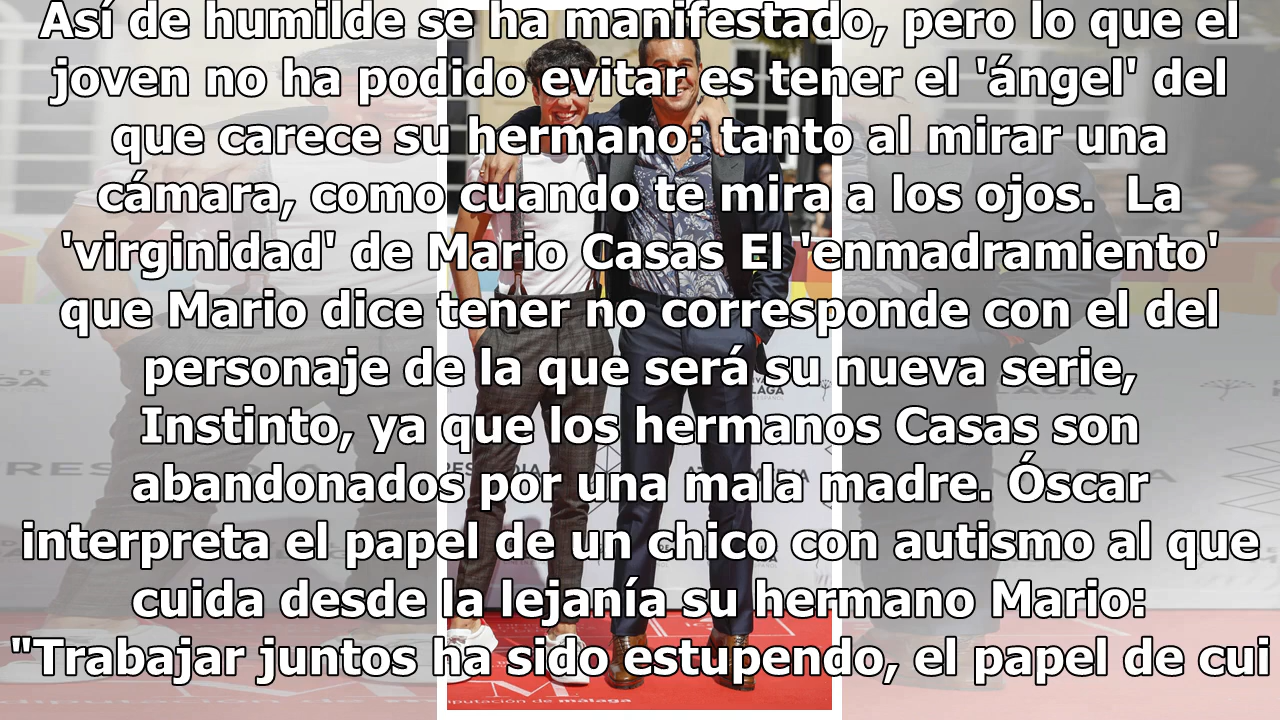 Así de humilde se ha manifestado, pero lo que el
joven no ha podido evitar es tener el 'ángel' del
que carece su hermano: tanto al mirar una
cámara, como cuando te mira a los ojos.  La
'virginidad' de Mario Casas El 'enmadramiento'
que Mario dice tener no corresponde con el del
personaje de la que será su nueva serie,
Instinto, ya que los hermanos Casas son
abandonados por una mala madre. Óscar
interpreta el papel de un chico con autismo al que
cuida desde la lejanía su hermano Mario:
"Trabajar juntos ha sido estupendo, el papel de cui
diputación de málaga